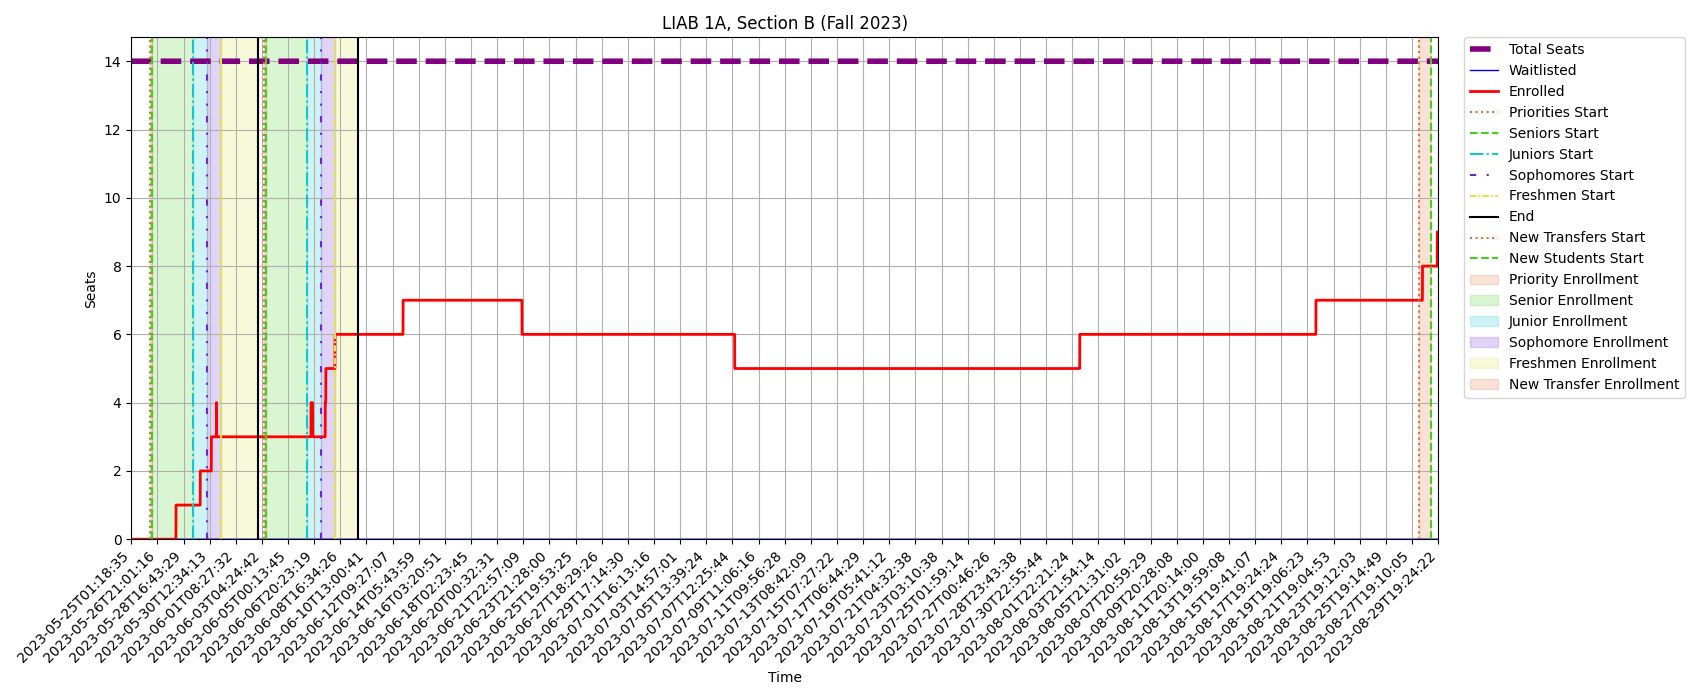 LIAB 1A, Section B (Fall 2023)
Seats
14
12
10
8
6
4
2
0
2023-05-25T01:18:35
2023-05-26T21:01:16
2023-05-28T16:43:29
2023-05-30T12:34:13
2023-06-01T08:27:32
2023-06-03T04:24:42
2023-06-05T00:13:45
2023-06-06T20:23:19
2023-06-08T16:34:26
2023-06-10T13:00:41
2023-06-12T09:27:07
2023-06-14T05:43:59
2023-06-16T03:20:51
2023-06-18T02:23:45
2023-06-20T00:32:31
2023-06-21T22:57:09
2023-06-23T21:28:00
2023-06-25T19:53:25
2023-06-27T18:29:26
2023-06-29T17:14:30
2023-07-01T16:13:16
2023-07-03T14:57:01
2023-07-05T13:39:24
2023-07-07T12:25:44
2023-07-09T11:06:16
2023-07-11T09:56:28
2023-07-13T08:42:09
2023-07-15T07:27:22
2023-07-17T06:44:29
2023-07-19T05:41:12
2023-07-21T04:32:38
2023-07-23T03:10:38
2023-07-25T01:59:14
2023-07-27T00:46:26
2023-07-28T23:43:38
2023-07-30T22:55:44
2023-08-01T22:21:24
2023-08-03T21:54:14
2023-08-05T21:31:02
2023-08-07T20:59:29
2023-08-09T20:28:08
2023-08-11T20:14:00
2023-08-13T19:59:08
2023-08-15T19:41:07
2023-08-17T19:24:24
2023-08-19T19:06:23
2023-08-21T19:04:53
2023-08-23T19:12:03
2023-08-25T19:14:49
2023-08-27T19:10:05
2023-08-29T19:24:22
Time
Total Seats
Waitlisted
Enrolled
Priorities Start
Seniors Start
Juniors Start
Sophomores Start
Freshmen Start
End
New Transfers Start
New Students Start
Priority Enrollment
Senior Enrollment
Junior Enrollment
Sophomore Enrollment
Freshmen Enrollment
New Transfer Enrollment